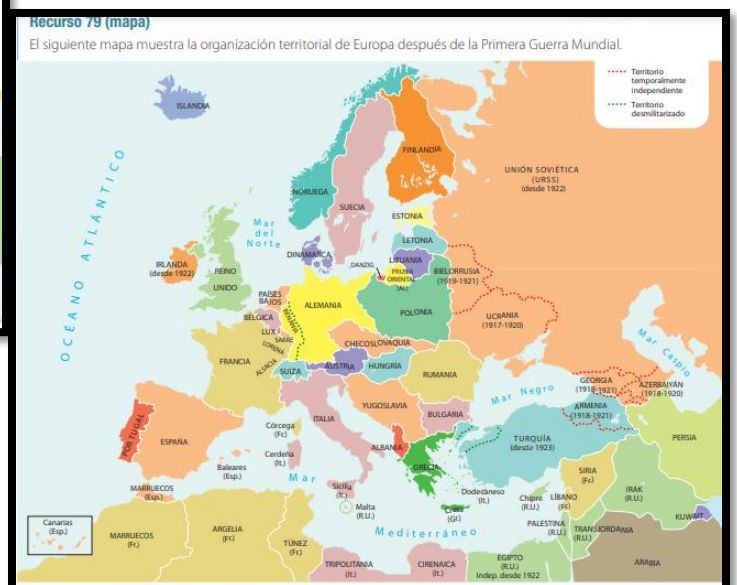 Recurso 79 (mapa)
El siguiente mapa muestra la organización territorial de Europa después de la Primera Guerra Mundial.
Territorio
temporalmente
independiente
Territorio
desmilitarizado
ISLANDIA
OCÉANO ATLÁNTICO
FINLANDIA
NORUEGA
SUECIA
UNIÓN SOVIÉTICA
(URSS)
(desde 1922)
ESTONIA
LETONIA
Mar
del
Norte
DINAMARCA
LITUANIA
DANZIG
PRUSIA
ORIENTAL
(Al.)
BIELORRUSIA
(1919-1921)
IRLANDA
(desde 1922)
REINO
UNIDO
PAÍSES
BAJOS
ALEMANIA
POLONIA
UCRANIA
(1917-1920)
BÉLGICA
RENANIA
LUX.
SARRE
LORENA
ALSACIA
CHECOSLOVAQUIA
FRANCIA
SUIZA
AUSTRIA
HUNGRÍA
RUMANIA
Mar Caspio
Mar Negro
GEORGIA
(1918-1921)
AZERBAIYÁN
(1918-1920)
ARMENIA
(1918-1921)
YUGOSLAVIA
BULGARIA
ITALIA
Córcega
(Fr.)
PORTUGAL
ESPAÑA
Cerdeña
(It.)
ALBANIA
GRECIA
TURQUÍA
(desde 1923)
PERSIA
Baleares
(Esp.)
Mar
Mediterráneo
Sicilia
(It.)
Malta
(R.U.)
Dodecáneso
(It.)
Creta
(Gr.)
Chipre
(R.U.)
SIRIA
(Fr.)
LÍBANO
(Fr.)
IRAK
(R.U.)
KUWAIT
MARRUECOS
(Esp.)
Canarias
(Esp.)
MARRUECOS
(Fr.)
ARGELIA
(Fr.)
TÚNEZ
(Fr.)
TRIPOLITANIA
(It.)
CIRENAICA
(It.)
EGIPTO
(R.U.)
Indep. desde 1922
PALESTINA
(R.U.)
TRANSJORDANIA
(R.U.)
ARABIA